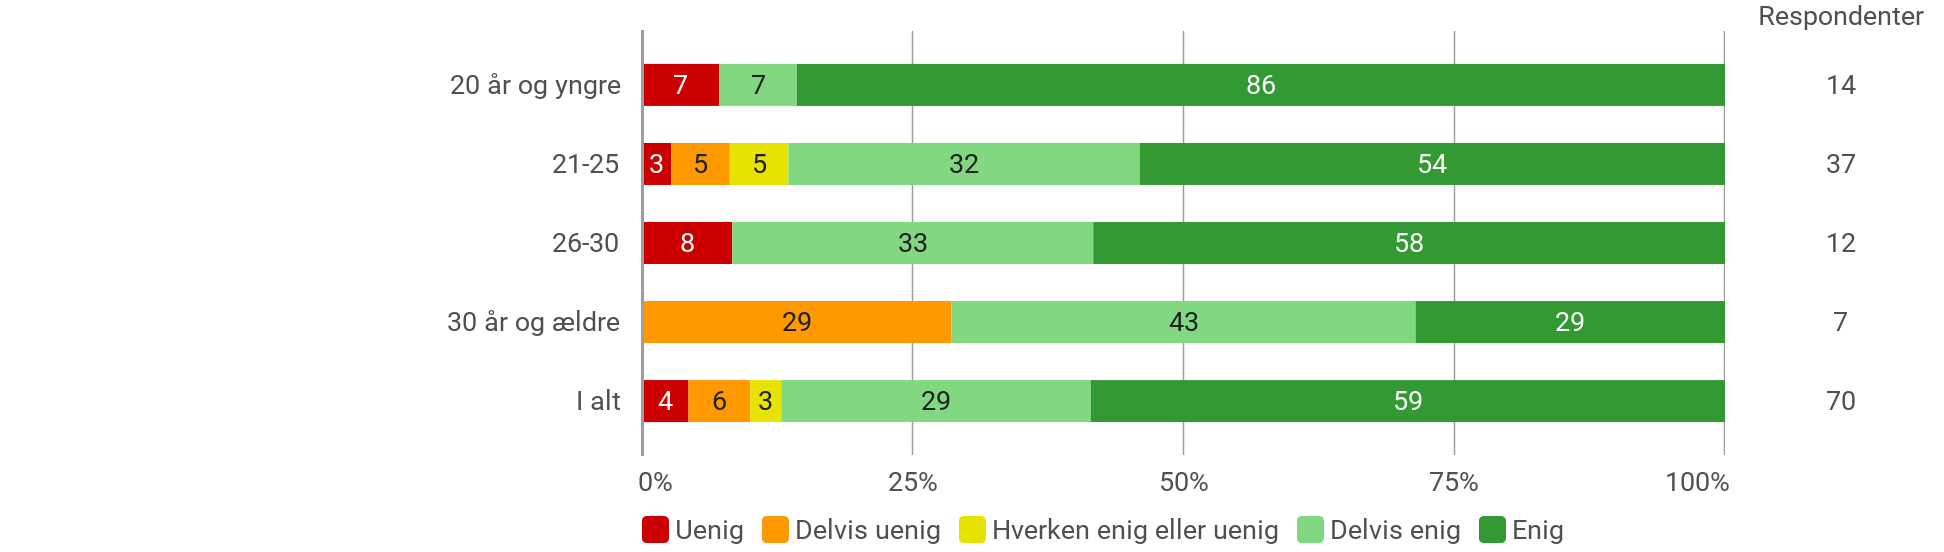 Respondenter
20 år og yngre 7 7 86 14
21-25 3 5 5 32 54 37
26-30 8 33 58 12
30 år og ældre 29 43 29 7
I alt 4 6 3 29 59 70
0% 25% 50% 75% 100%
Uenig Delvis uenig Hverken enig eller uenig Delvis enig Enig